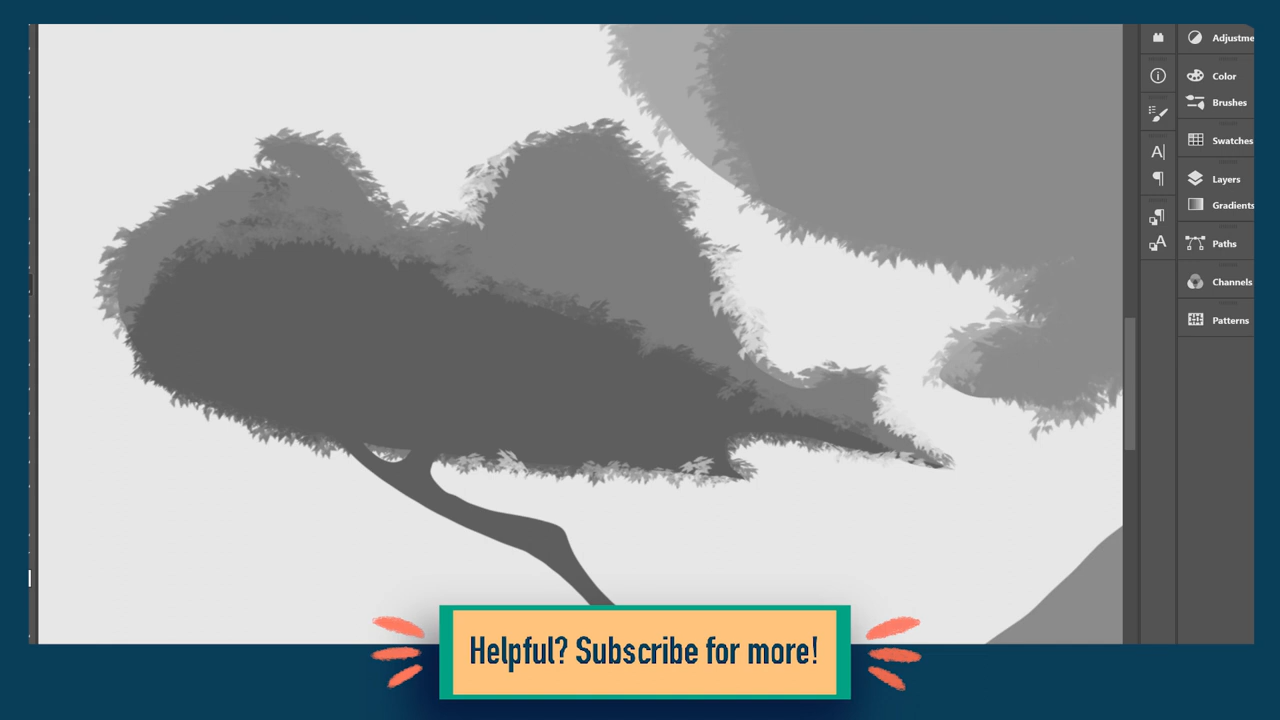 Adjustme
Color
Brushes
Swatches
Layers
Gradients
Paths
Channels
Patterns
Helpful? Subscribe for more!